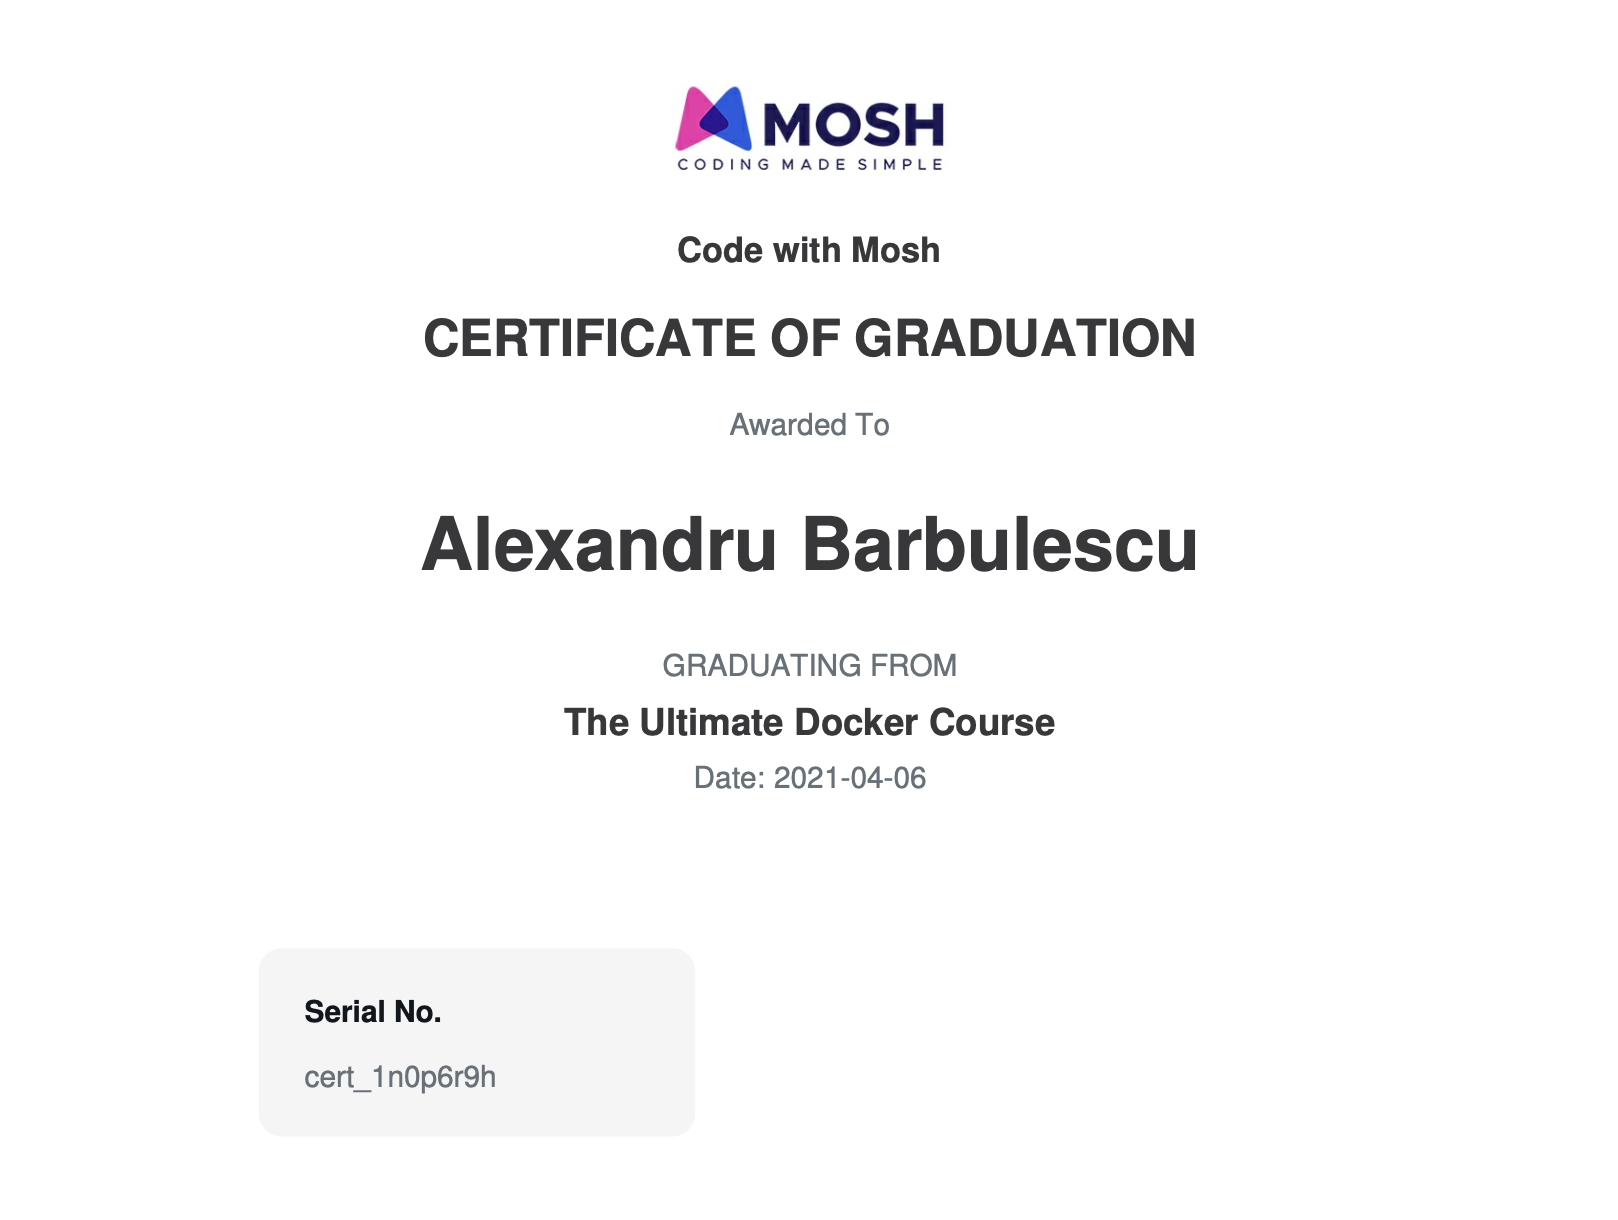 MOSH
CODING MADE SIMPLE
Code with Mosh
CERTIFICATE OF GRADUATION
Awarded To
Alexandru Barbulescu
GRADUATING FROM
The Ultimate Docker Course
Date: 2021-04-06
Serial No.
cert_1n0p6r9h